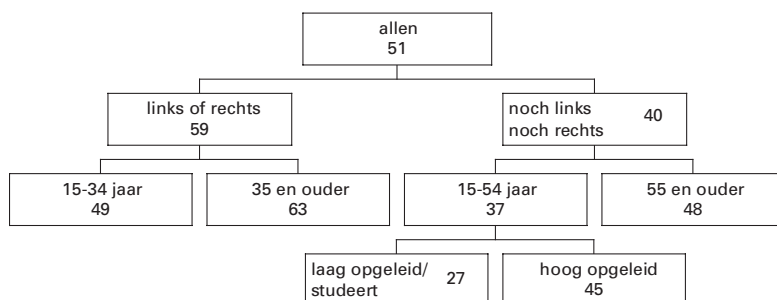 allen
51
links of rechts
59
noch links
noch rechts 40
15-34 jaar
49
35 en ouder
63
15-54 jaar
37
55 en ouder
48
laag opgeleid/
studeert 27
hoog opgeleid
45